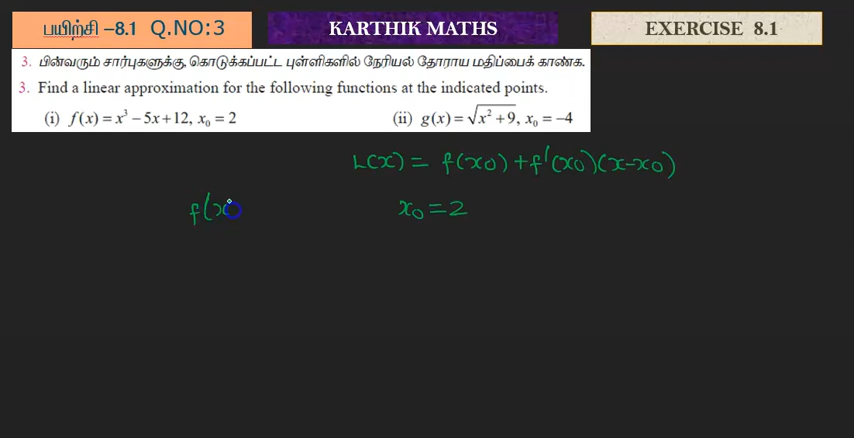 பயிற்சி –8.1 Q.NO:3
KARTHIK MATHS
EXERCISE 8.1
3. பின்வரும் சார்புகளுக்கு, கொடுக்கப்பட்ட புள்ளிகளில் நேரியல் தோராய மதிப்பைக் காண்க.
3. Find a linear approximation for the following functions at the indicated points.
(i) f(x) = x³ − 5x + 12, x₀ = 2 (ii) g(x) = √(x² + 9), x₀ = −4
L(x) = f(x₀) + f'(x₀)(x−x₀)
f(x x₀ = 2